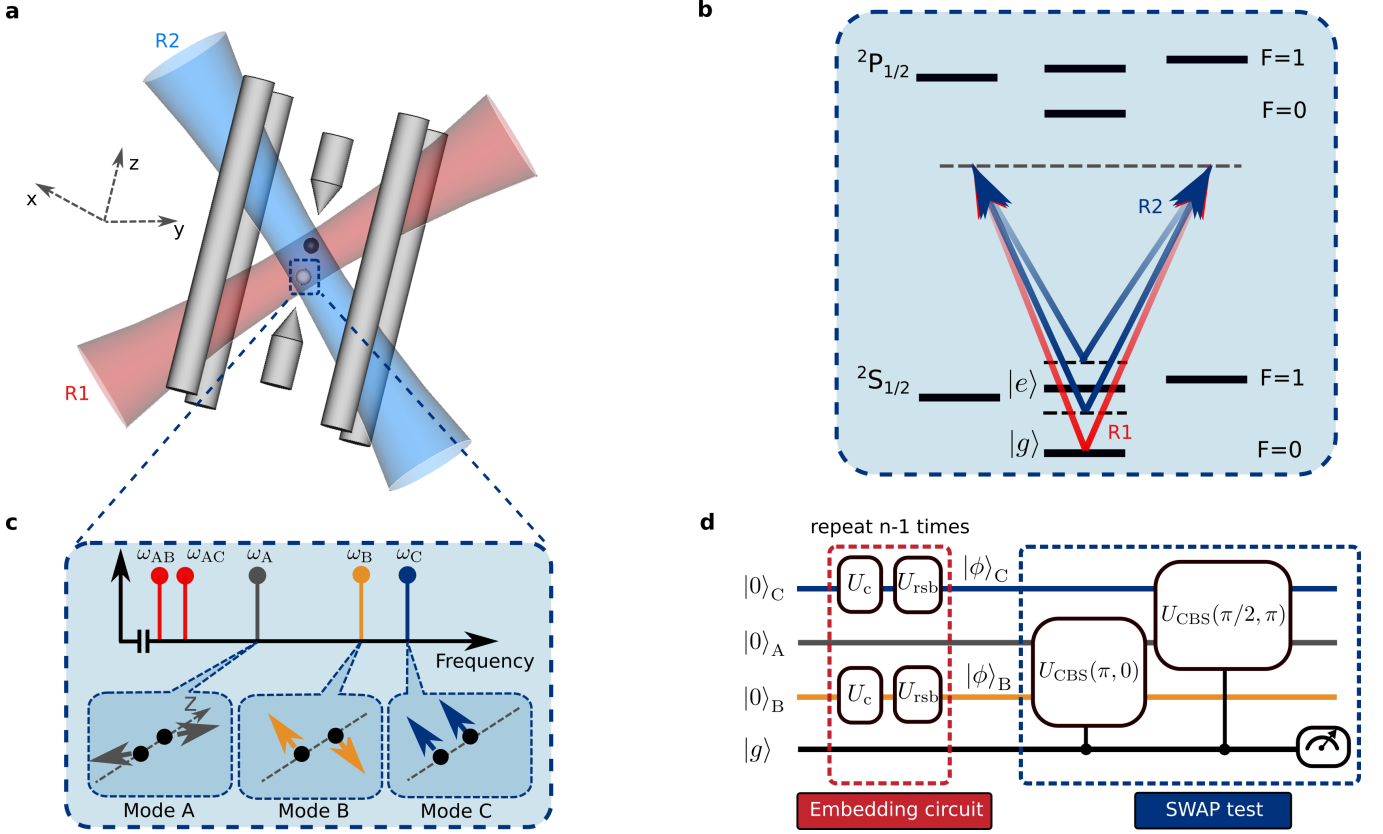 a
R2
z
x
y
R1
b
²P₁/₂
F=1
F=0
R2
²S₁/₂
|e⟩
F=1
R1
|g⟩
F=0
c
ω_AB
ω_AC
ω_A
ω_B
ω_C
Frequency
Z
Mode A
Mode B
Mode C
d
repeat n-1 times
|0⟩_C
U_c
U_rsb
|ϕ⟩_C
U_CBS(π/2, π)
|0⟩_A
U_CBS(π, 0)
|0⟩_B
U_c
U_rsb
|ϕ⟩_B
|g⟩
Embedding circuit
SWAP test